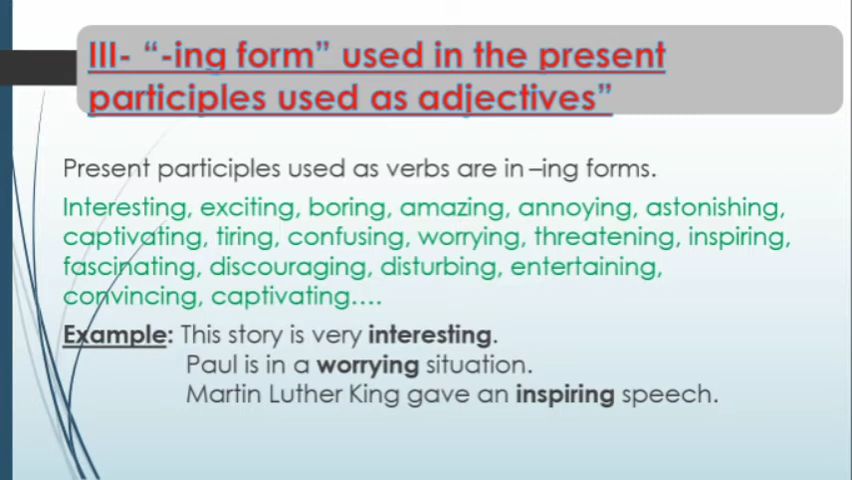 III- “-ing form” used in the present
participles used as adjectives”
Present participles used as verbs are in –ing forms.
Interesting, exciting, boring, amazing, annoying, astonishing,
captivating, tiring, confusing, worrying, threatening, inspiring,
fascinating, discouraging, disturbing, entertaining,
convincing, captivating….
Example: This story is very interesting.
Paul is in a worrying situation.
Martin Luther King gave an inspiring speech.